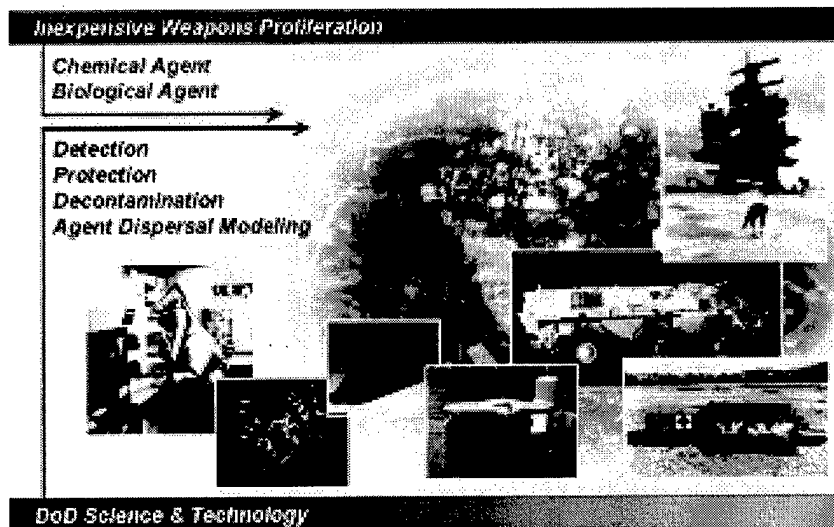 Inexpensive Weapons Proliferation
Chemical Agent
Biological Agent
Detection
Protection
Decontamination
Agent Dispersal Modeling
DoD Science & Technology